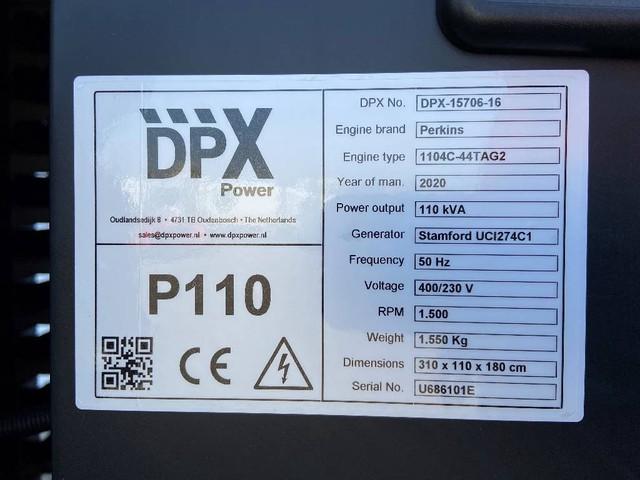 DPX
Power
Oudlandsedijk 8 • 4731 TB Oudenbosch • The Netherlands
sales@dpxpower.nl • www.dpxpower.nl
P110
CE
DPX No. DPX-15706-16
Engine brand Perkins
Engine type 1104C-44TAG2
Year of man. 2020
Power output 110 kVA
Generator Stamford UCI274C1
Frequency 50 Hz
Voltage 400/230 V
RPM 1.500
Weight 1.550 Kg
Dimensions 310 x 110 x 180 cm
Serial No. U686101E